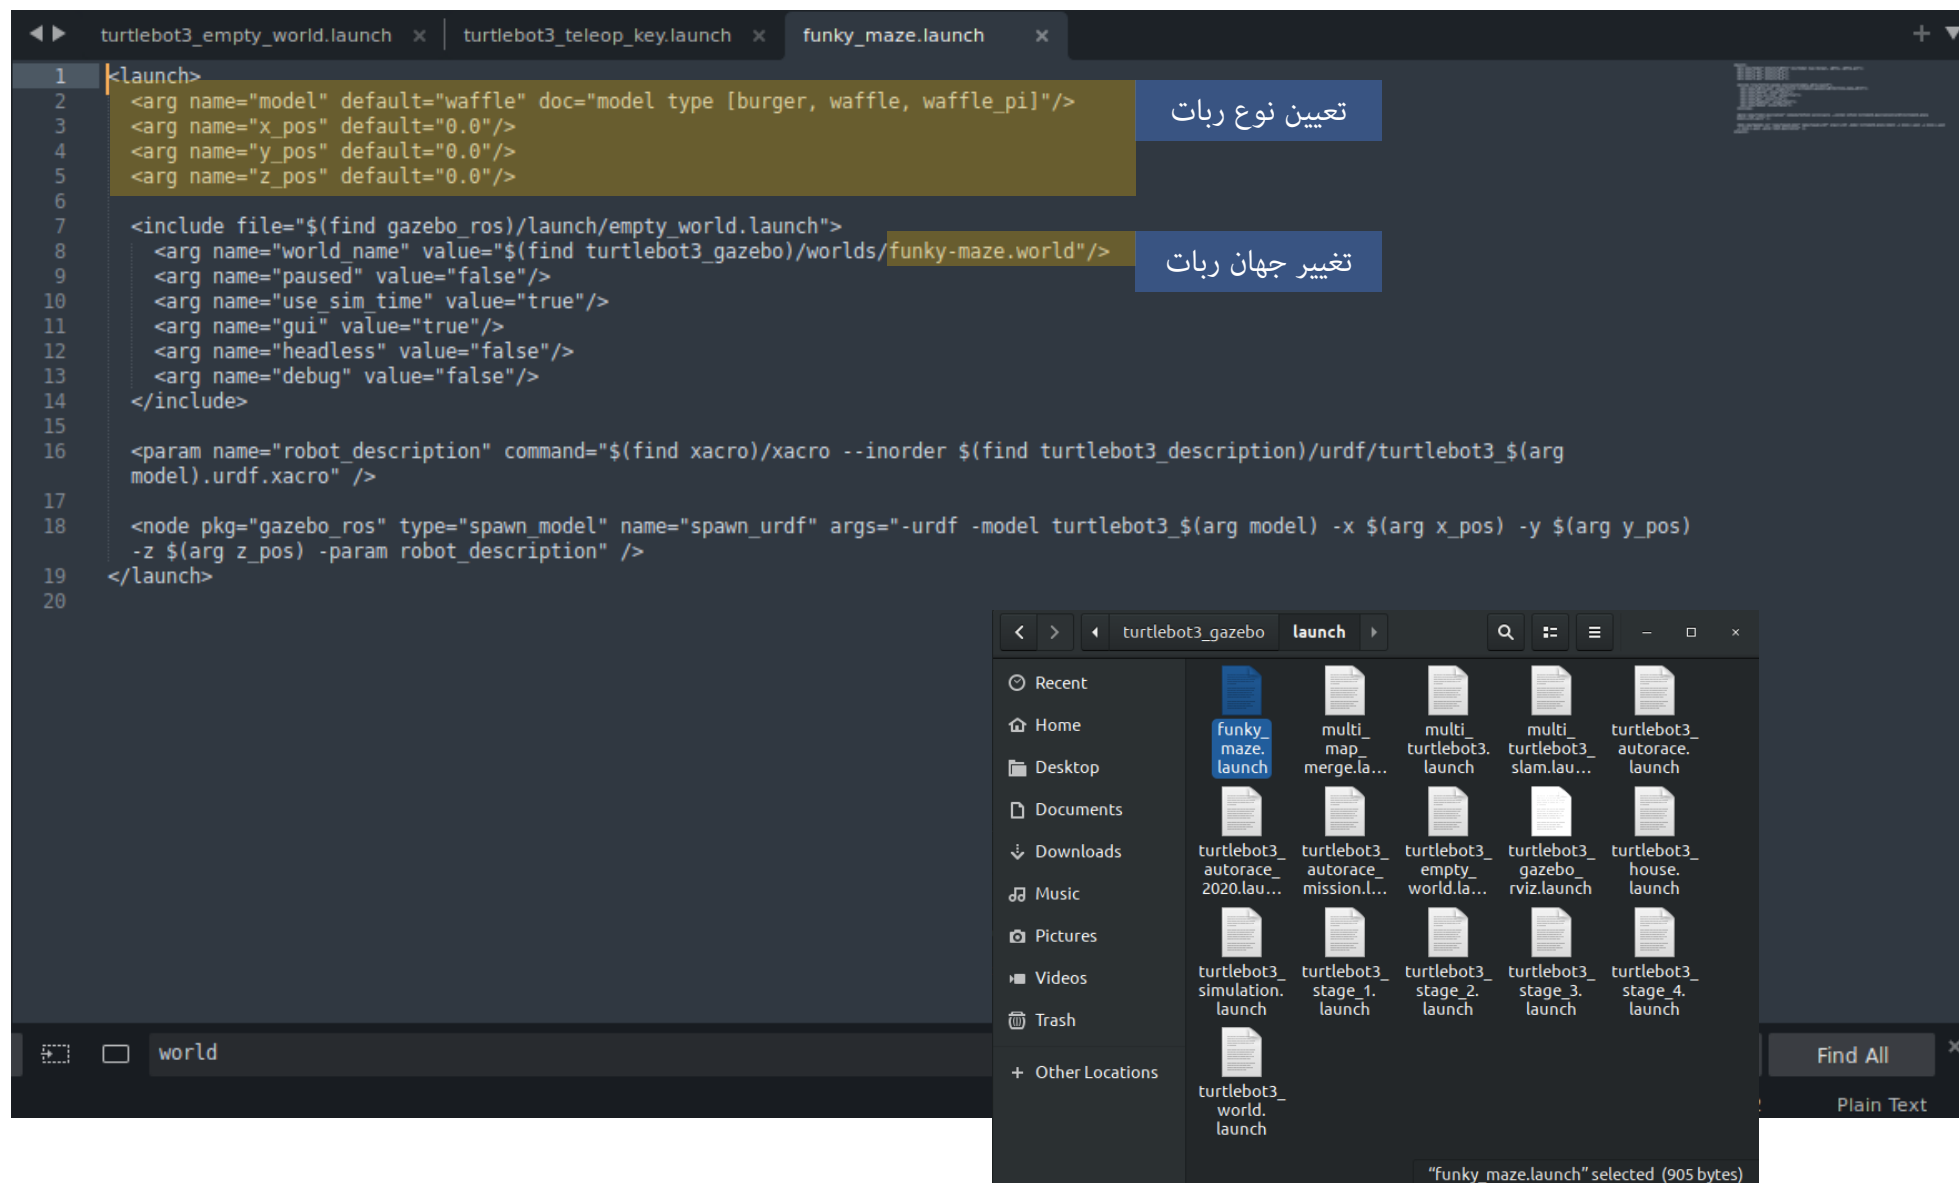 turtlebot3_empty_world.launch × turtlebot3_teleop_key.launch × funky_maze.launch ×
1 <launch>
2 <arg name="model" default="waffle" doc="model type [burger, waffle, waffle_pi]"/>
تعیین نوع ربات
3 <arg name="x_pos" default="0.0"/>
4 <arg name="y_pos" default="0.0"/>
5 <arg name="z_pos" default="0.0"/>
6
7 <include file="$(find gazebo_ros)/launch/empty_world.launch">
8 <arg name="world_name" value="$(find turtlebot3_gazebo)/worlds/funky-maze.world"/>
تغییر جهان ربات
9 <arg name="paused" value="false"/>
10 <arg name="use_sim_time" value="true"/>
11 <arg name="gui" value="true"/>
12 <arg name="headless" value="false"/>
13 <arg name="debug" value="false"/>
14 </include>
15
16 <param name="robot_description" command="$(find xacro)/xacro --inorder $(find turtlebot3_description)/urdf/turtlebot3_$(arg
model).urdf.xacro" />
17
18 <node pkg="gazebo_ros" type="spawn_model" name="spawn_urdf" args="-urdf -model turtlebot3_$(arg model) -x $(arg x_pos) -y $(arg y_pos)
-z $(arg z_pos) -param robot_description" />
19 </launch>
20
turtlebot3_gazebo launch
Recent
Home
Desktop
Documents
Downloads
Music
Pictures
Videos
Trash
+ Other Locations
funky_
maze.
launch
multi_
map_
merge.la...
multi_
turtlebot3.
launch
multi_
turtlebot3_
slam.lau...
turtlebot3_
autorace.
launch
turtlebot3_
autorace_
2020.lau...
turtlebot3_
autorace_
mission.l...
turtlebot3_
empty_
world.la...
turtlebot3_
gazebo_
rviz.launch
turtlebot3_
house.
launch
turtlebot3_
simulation.
launch
turtlebot3_
stage_1.
launch
turtlebot3_
stage_2.
launch
turtlebot3_
stage_3.
launch
turtlebot3_
stage_4.
launch
turtlebot3_
world.
launch
"funky_maze.launch" selected (905 bytes)
world
Find All
Plain Text